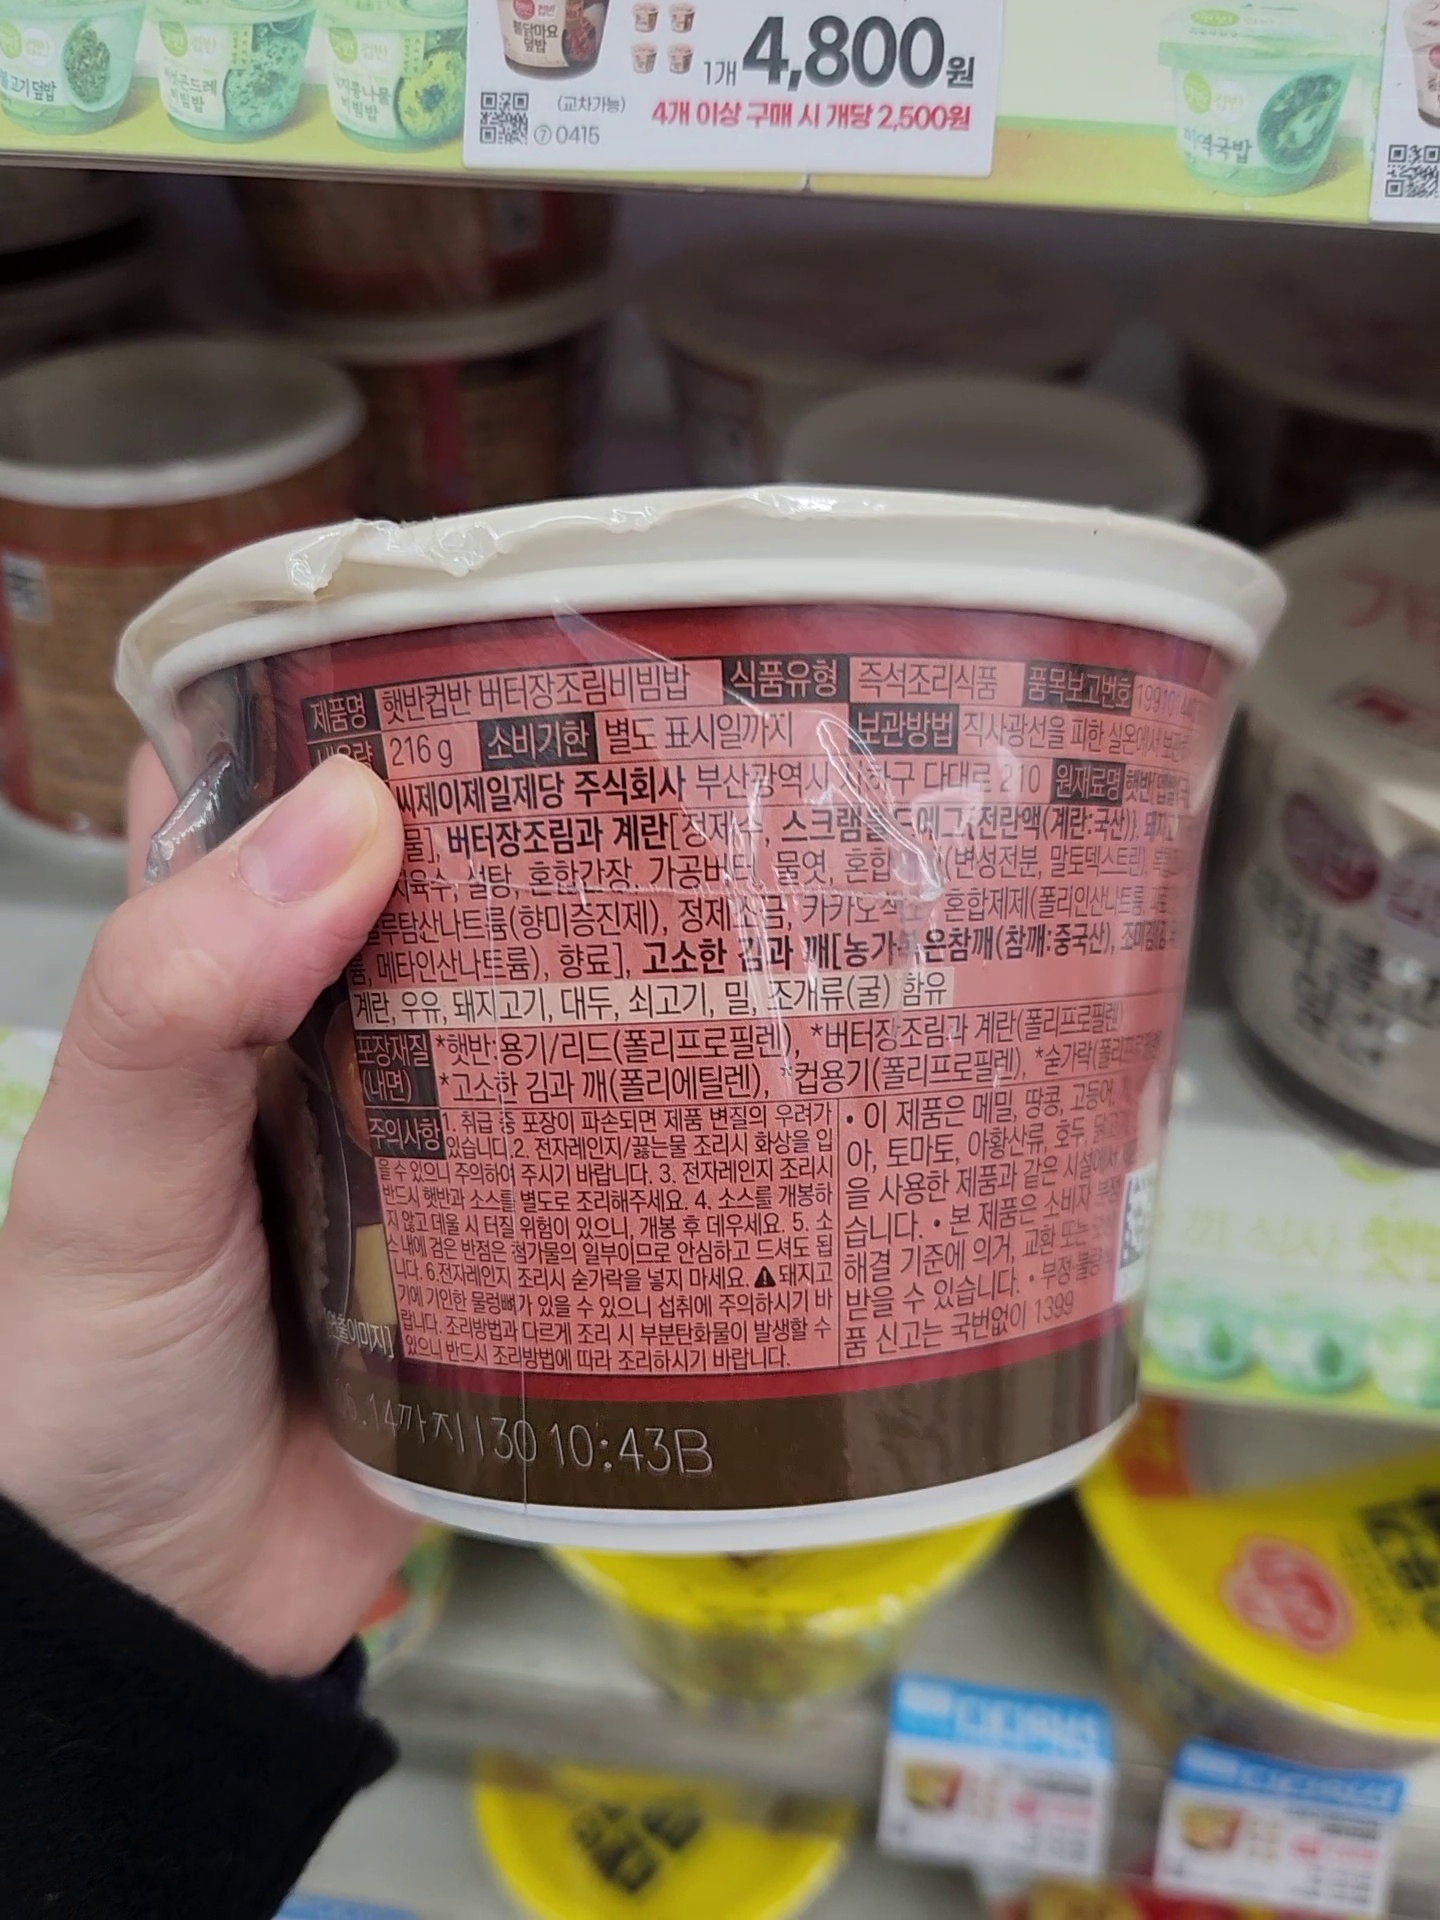 불닭마요
덮밥
1개 4,800원
(교차가능)
⑦ 0415
4개 이상 구매 시 개당 2,500원
미역국밥
제품명 햇반컵반 버터장조림비빔밥 식품유형 즉석조리식품 품목보고번호
216 g 소비기한 별도 표시일까지 보관방법 직사광선을 피한 실온에서
씨제이제일제당 주식회사 부산광역시 사하구 다대로 210 원재료명 햇반
버터장조림과 계란[정제수, 스크램블드에그{전란액(계란:국산)},
설탕, 혼합간장, 가공버터, 물엿, (변성전분, 말토덱스트린),
루탐산나트륨(향미증진제), 정제소금, 카카오색소, 혼합제제(폴리인산나트륨,
메타인산나트륨), 향료], 고소한 김과 깨[농가볶은참깨(참깨:중국산),
계란, 우유, 돼지고기, 대두, 쇠고기, 밀, 조개류(굴) 함유
포장재질 *햇반:용기/리드(폴리프로필렌), *버터장조림과 계란(폴리프로필렌)
(내면) *고소한 김과 깨(폴리에틸렌), *컵용기(폴리프로필렌), *숟가락
주의사항 1. 취급 중 포장이 파손되면 제품 변질의 우려가
있습니다. 2. 전자레인지/끓는물 조리시 화상을 입
을 수 있으니 주의하여 주시기 바랍니다. 3. 전자레인지 조리시
반드시 햇반과 소스를 별도로 조리해주세요. 4. 소스를 개봉하
지 않고 데울 시 터질 위험이 있으니, 개봉 후 데우세요. 5. 소
스 내에 검은 반점은 첨가물의 일부이므로 안심하고 드셔도 됩
니다. 6.전자레인지 조리시 숟가락을 넣지 마세요. ⚠돼지고
기에 기인한 물렁뼈가 있을 수 있으니 섭취에 주의하시기 바
랍니다. 조리방법과 다르게 조리 시 부분탄화물이 발생할 수
있으니 반드시 조리방법에 따라 조리하시기 바랍니다.
• 이 제품은 메밀, 땅콩, 고등어,
아, 토마토, 아황산류, 호두,
을 사용한 제품과 같은 시설에서
습니다. • 본 제품은 소비자
해결 기준에 의거, 교환 또는
받을 수 있습니다. • 부정·불량식
품 신고는 국번없이 1399
14까지 130 10:43B